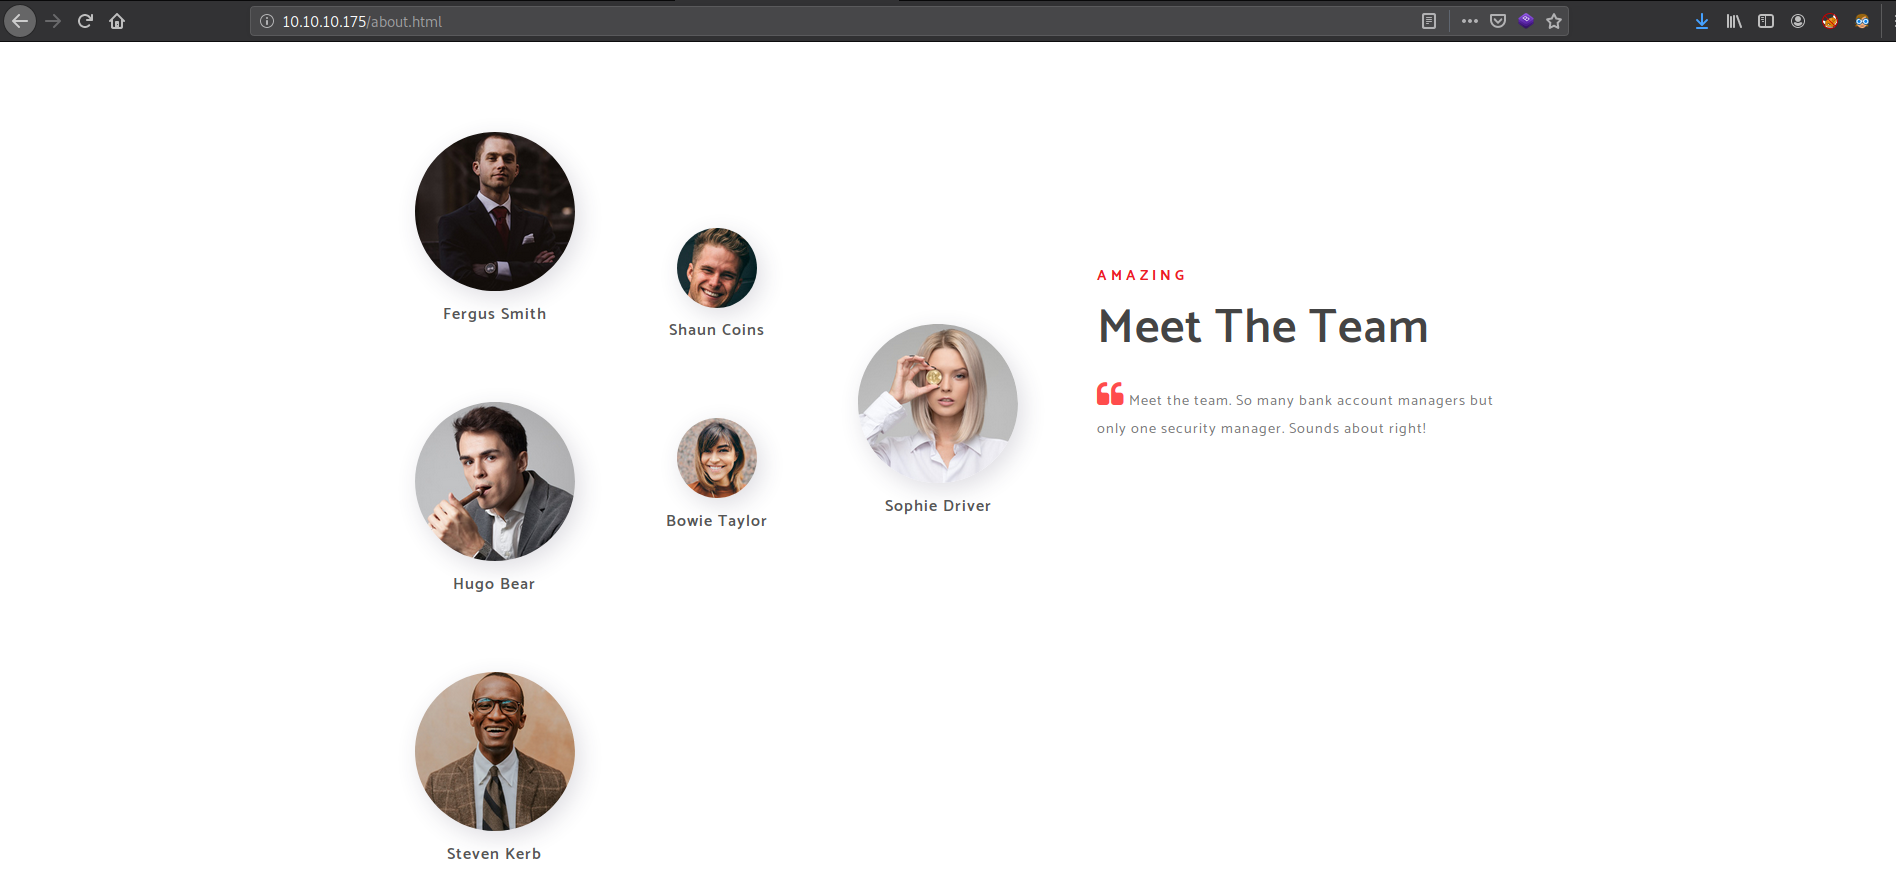 10.10.10.175/about.html
Fergus Smith
Shaun Coins
Sophie Driver
Hugo Bear
Bowie Taylor
Steven Kerb
AMAZING
Meet The Team
Meet the team. So many bank account managers but
only one security manager. Sounds about right!